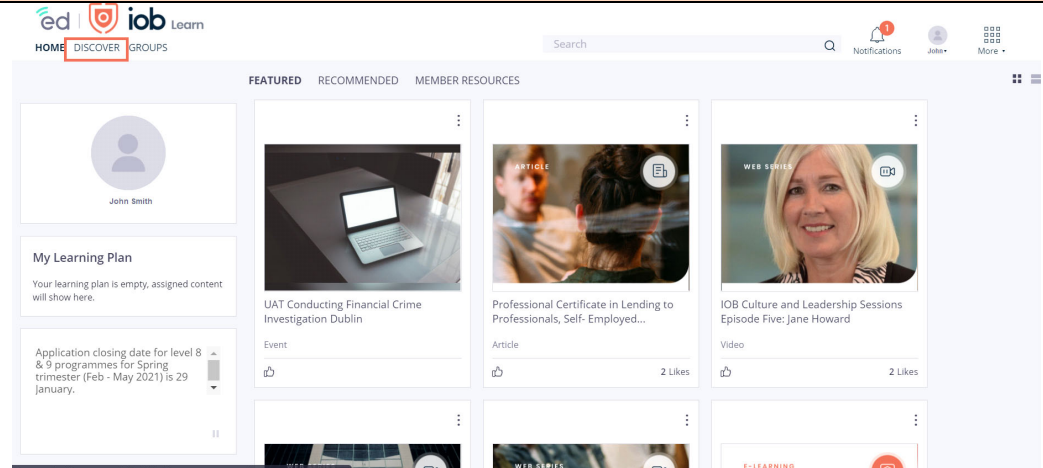 ed iob Learn
HOME DISCOVER GROUPS
Search
1
Notifications
John
More
FEATURED RECOMMENDED MEMBER RESOURCES
John Smith
My Learning Plan
Your learning plan is empty, assigned content
will show here.
Application closing date for level 8
& 9 programmes for Spring
trimester (Feb - May 2021) is 29
January.
UAT Conducting Financial Crime
Investigation Dublin
Event
ARTICLE
Professional Certificate in Lending to
Professionals, Self- Employed...
Article
2 Likes
WEB SERIES
IOB Culture and Leadership Sessions
Episode Five: Jane Howard
Video
2 Likes
WEB SERIES
WEB SERIES
E-LEARNING